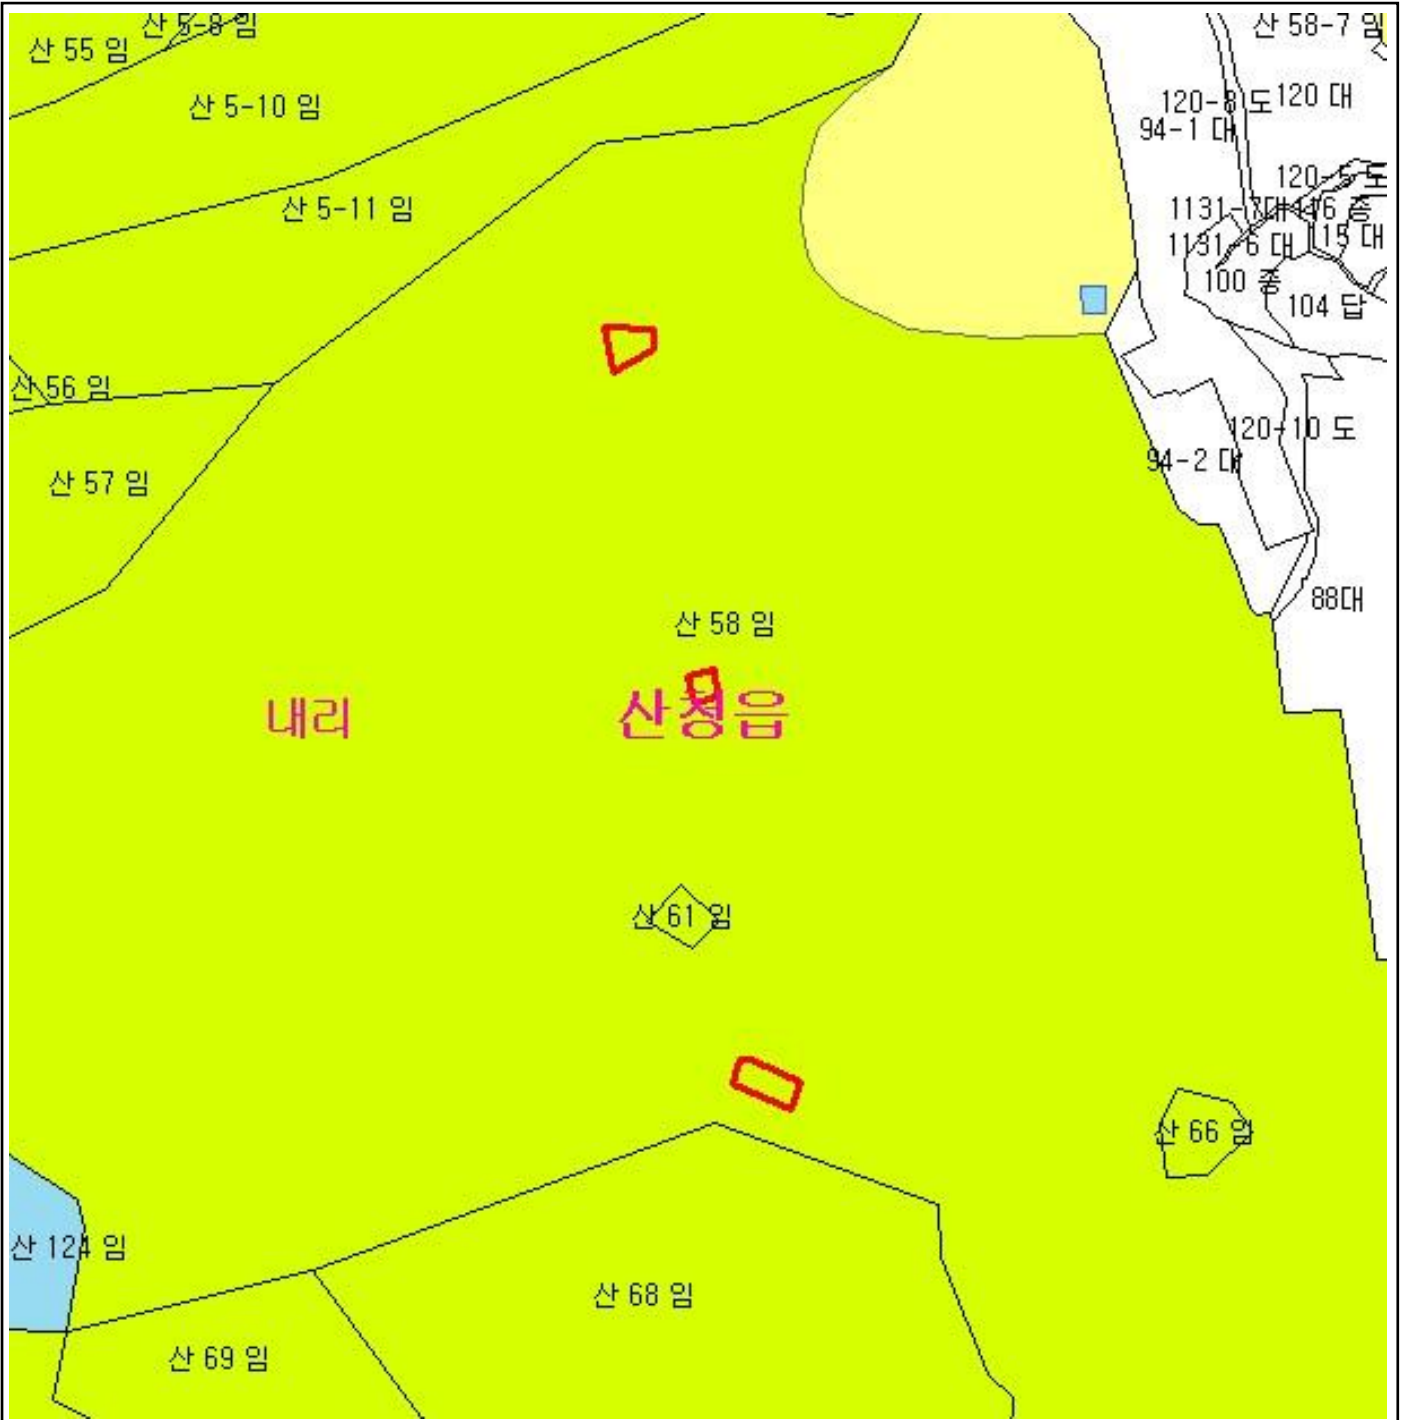 산 5-8 임
산 55 임
산 58-7 임
산 5-10 임
120-8 도
120 대
94-1 대
120-5 도
산 5-11 임
1131-7대
116 종
1131-6 대
115 대
100 종
104 답
산 56 임
120-10 도
94-2 대
산 57 임
88대
산 58 임
내리
산청읍
산 61 임
산 66 임
산 124 임
산 68 임
산 69 임